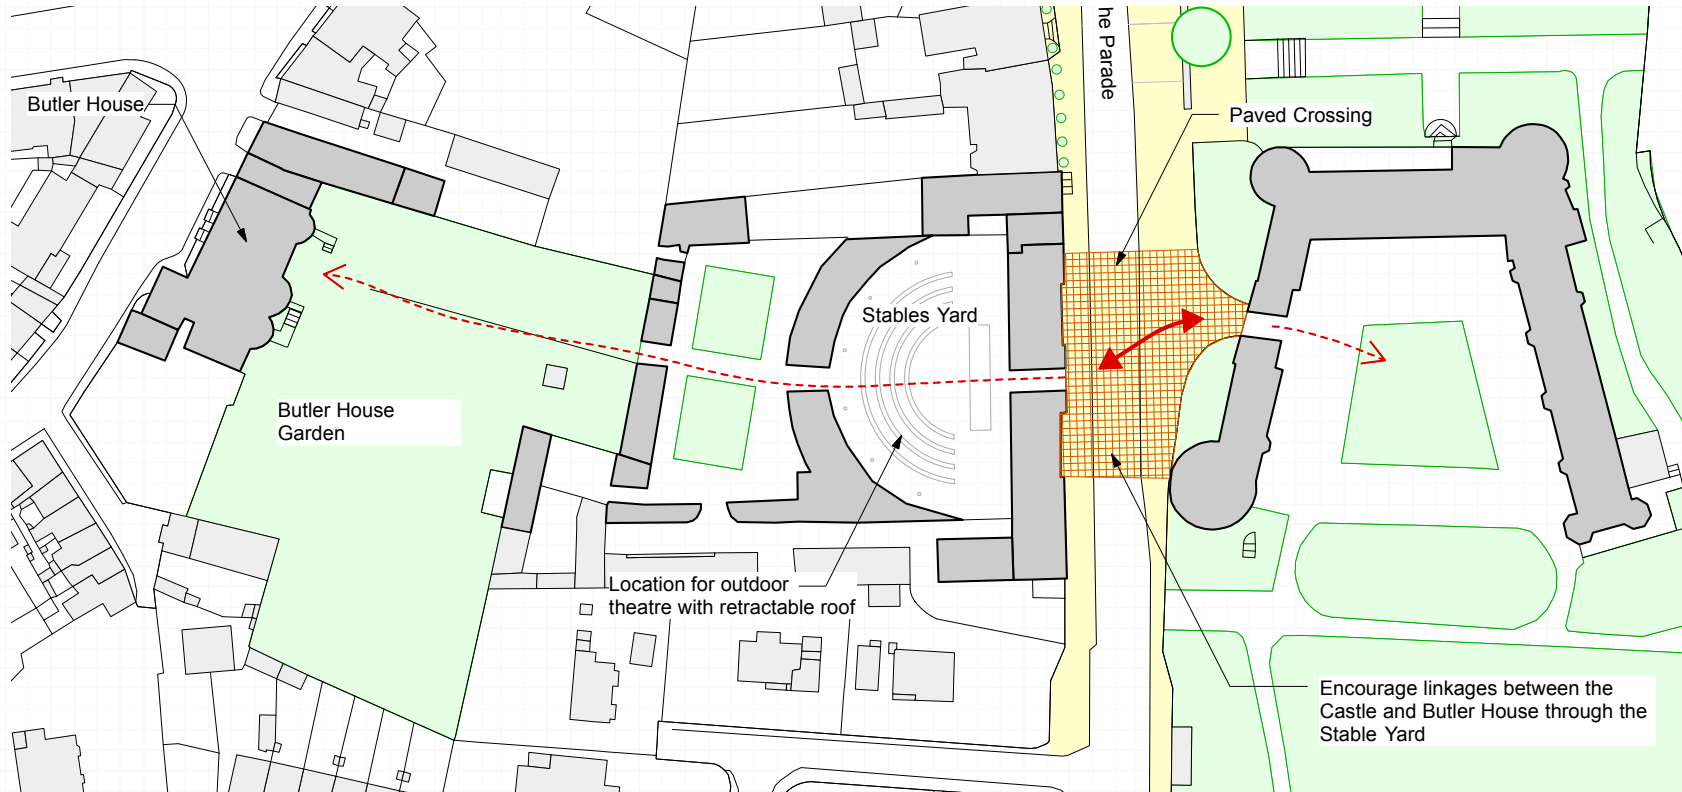 he Parade
Butler House
Paved Crossing
Stables Yard
Butler House
Garden
Location for outdoor
theatre with retractable roof
Encourage linkages between the
Castle and Butler House through the
Stable Yard